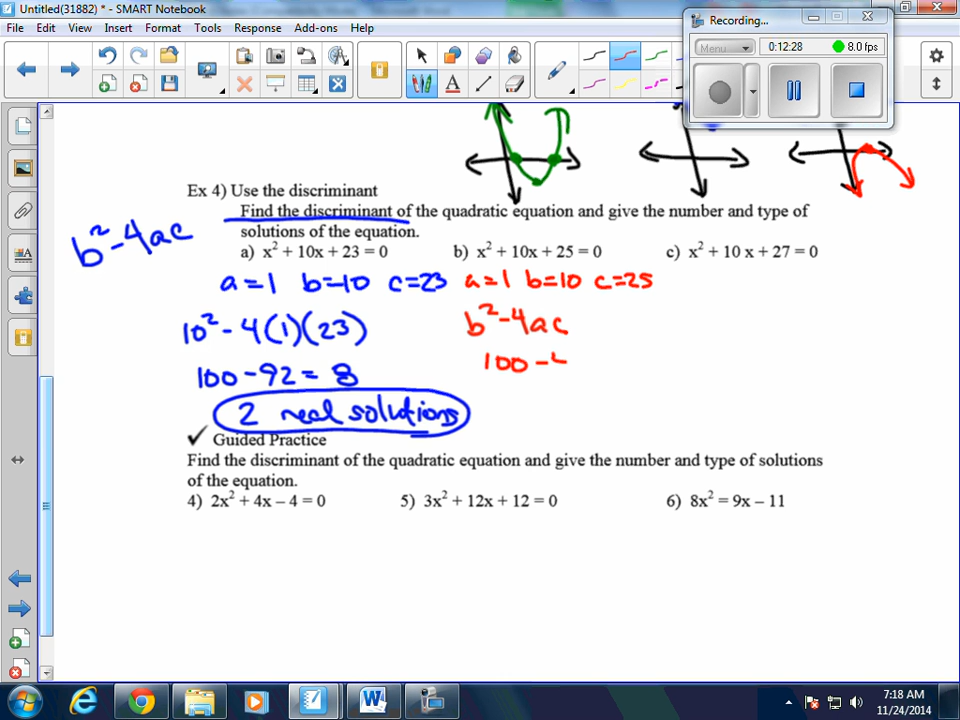 Untitled(31882) * - SMART Notebook
File Edit View Insert Format Tools Response Add-ons Help
Recording...
Menu 0:12:28 8.0 fps
Ex 4) Use the discriminant
Find the discriminant of the quadratic equation and give the number and type of
solutions of the equation.
b² - 4ac
a) x² + 10x + 23 = 0 b) x² + 10x + 25 = 0 c) x² + 10 x + 27 = 0
a=1 b=10 c=23 a=1 b=10 c=25
10² - 4(1)(23) b² - 4ac
100 - 4
100 - 92 = 8
2 real solutions
✓ Guided Practice
Find the discriminant of the quadratic equation and give the number and type of solutions
of the equation.
4) 2x² + 4x – 4 = 0 5) 3x² + 12x + 12 = 0 6) 8x² = 9x – 11
7:18 AM
11/24/2014